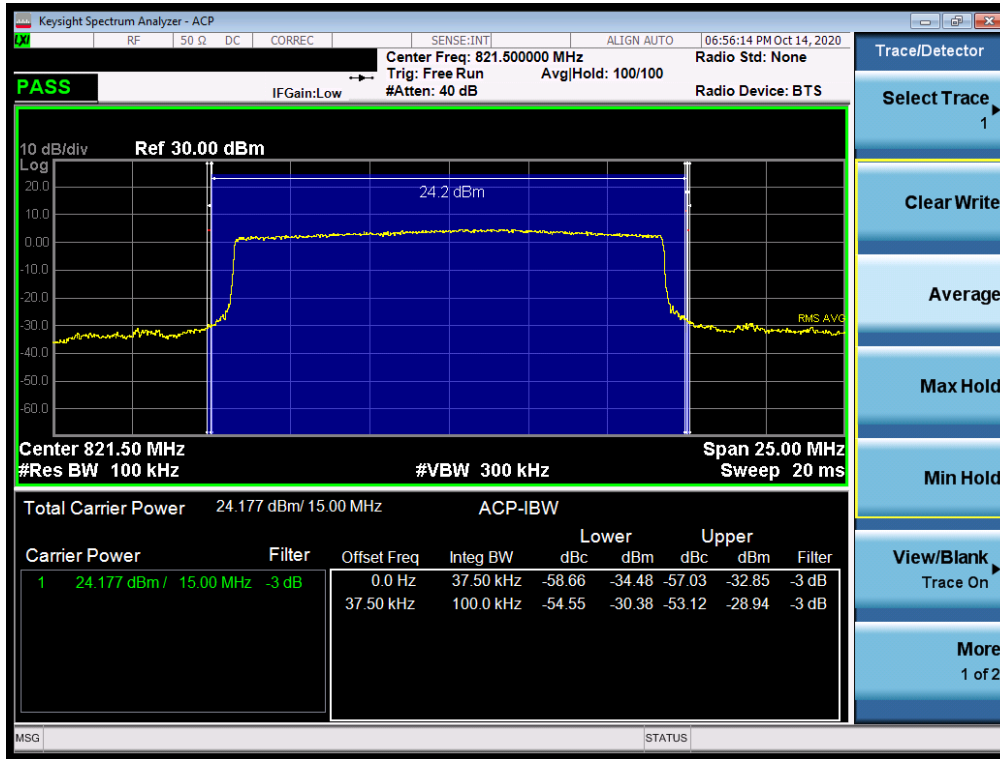 Keysight Spectrum Analyzer - ACP
LXI RF 50 Ω DC CORREC SENSE:INT ALIGN AUTO 06:56:14 PM Oct 14, 2020
Center Freq: 821.500000 MHz Radio Std: None
Trig: Free Run Avg|Hold: 100/100
PASS IFGain:Low #Atten: 40 dB Radio Device: BTS
10 dB/div Ref 30.00 dBm
Log
20.0
24.2 dBm
10.0
0.00
-10.0
-20.0
-30.0
RMS AVG
-40.0
-50.0
-60.0
Center 821.50 MHz Span 25.00 MHz
#Res BW 100 kHz #VBW 300 kHz Sweep 20 ms
Total Carrier Power 24.177 dBm/ 15.00 MHz ACP-IBW
Lower Upper
Carrier Power Filter Offset Freq Integ BW dBc dBm dBc dBm Filter
1 24.177 dBm / 15.00 MHz -3 dB 0.0 Hz 37.50 kHz -58.66 -34.48 -57.03 -32.85 -3 dB
37.50 kHz 100.0 kHz -54.55 -30.38 -53.12 -28.94 -3 dB
MSG STATUS
Trace/Detector
Select Trace
1
Clear Write
Average
Max Hold
Min Hold
View/Blank
Trace On
More
1 of 2